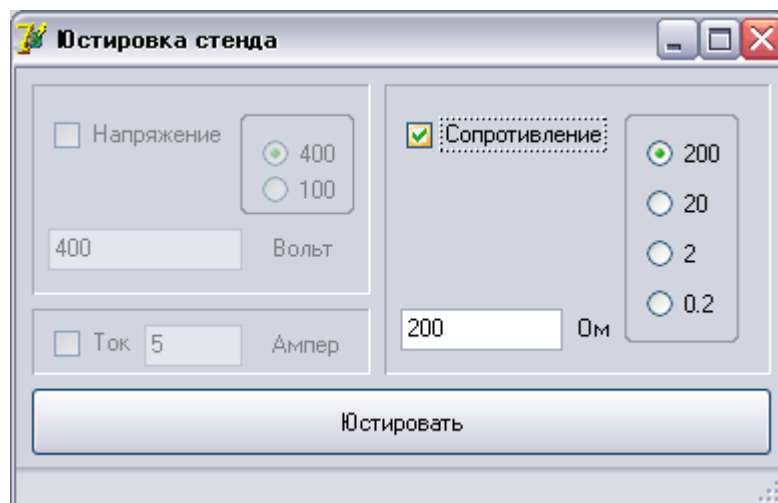 Юстировка стенда
Напряжение
400
100
400 Вольт
Ток 5 Ампер
Сопротивление
200
20
2
0.2
200 Ом
Юстировать